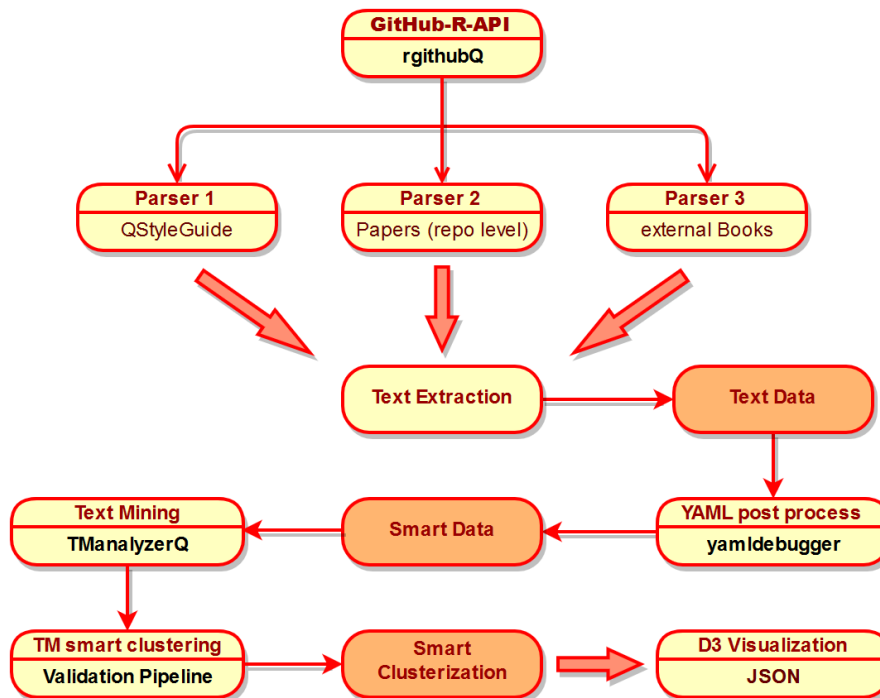 GitHub-R-API
rgithubQ
Parser 1
QStyleGuide
Parser 2
Papers (repo level)
Parser 3
external Books
Text Extraction
Text Data
Text Mining
TManalyzerQ
Smart Data
YAML post process
yamldebugger
TM smart clustering
Validation Pipeline
Smart
Clusterization
D3 Visualization
JSON